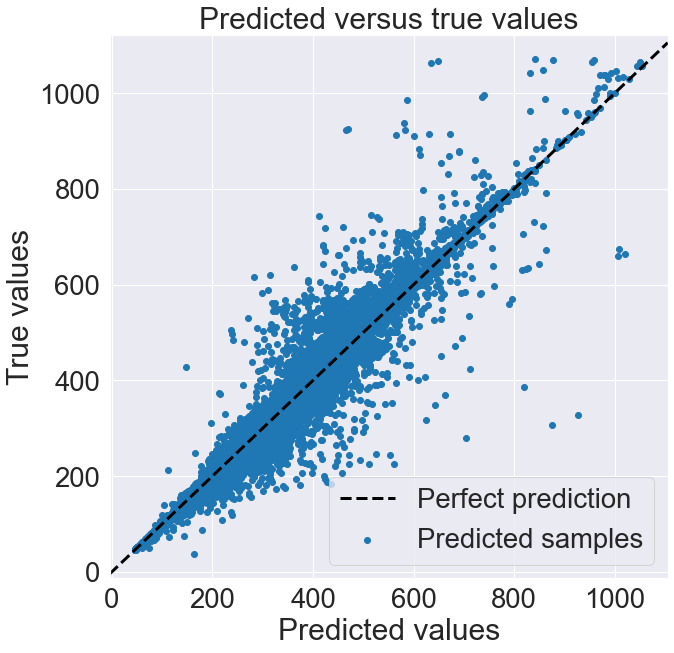 Predicted versus true values
True values
1000
800
600
400
200
0
Perfect prediction
Predicted samples
0 200 400 600 800 1000
Predicted values